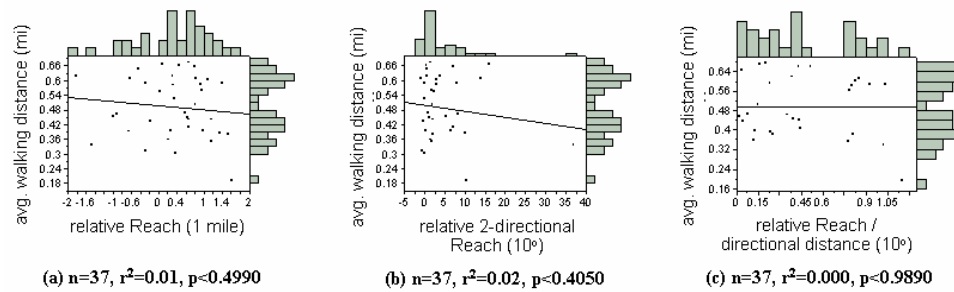 avg. walking distance (mi)
0.66
0.6
0.54
0.48
0.42
0.36
0.3
0.24
0.18
-2 -1.6 -1.0 -0.6 0 0.4 1.0 1.6 2
relative Reach (1 mile)
(a) n=37, r²=0.01, p<0.4990
avg. walking distance (mi)
0.66
0.6
0.54
0.48
0.42
0.36
0.3
0.24
0.18
-5 0 5 10 15 20 25 30 35 40
relative 2-directional
Reach (10º)
(b) n=37, r²=0.02, p<0.4050
avg. walking distance (mi)
0.64
0.56
0.48
0.4
0.32
0.24
0.16
0 0.15 0.45 0.6 0.9 1.05
relative Reach /
directional distance (10º)
(c) n=37, r²=0.000, p<0.9890